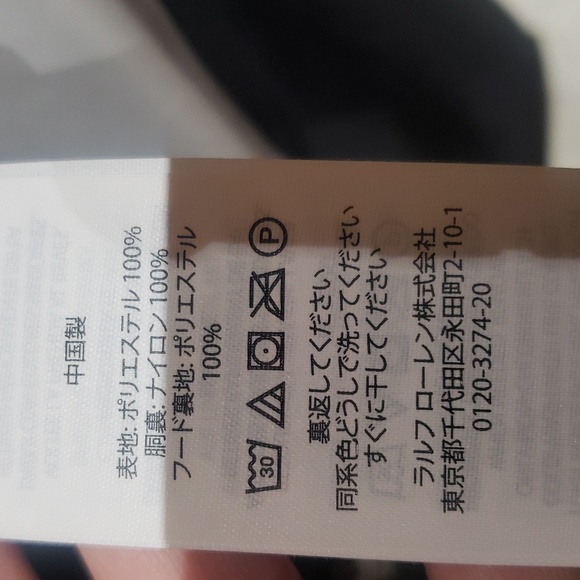 中国製
表地: ポリエステル 100%
胴裏: ナイロン 100%
フード裏地: ポリエステル
100%
30 P
裏返してください
同系色どうしで洗ってください
すぐに干してください
ラルフ ローレン株式会社
東京都千代田区永田町2-10-1
0120-3274-20